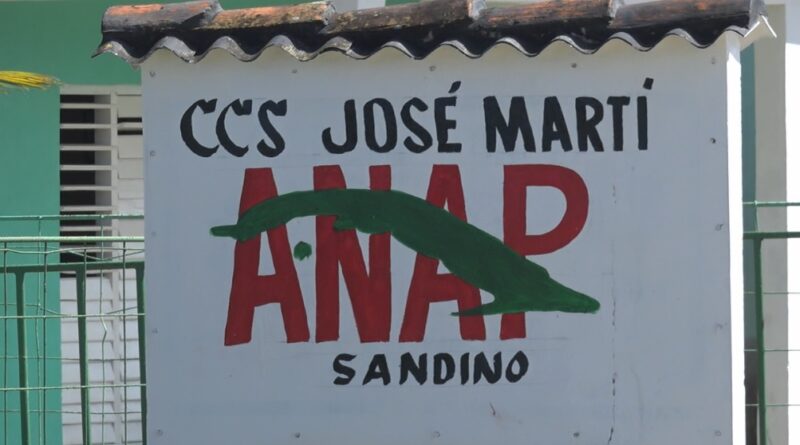 CCS JOSÉ MARTÍ
ANAP
SANDINO